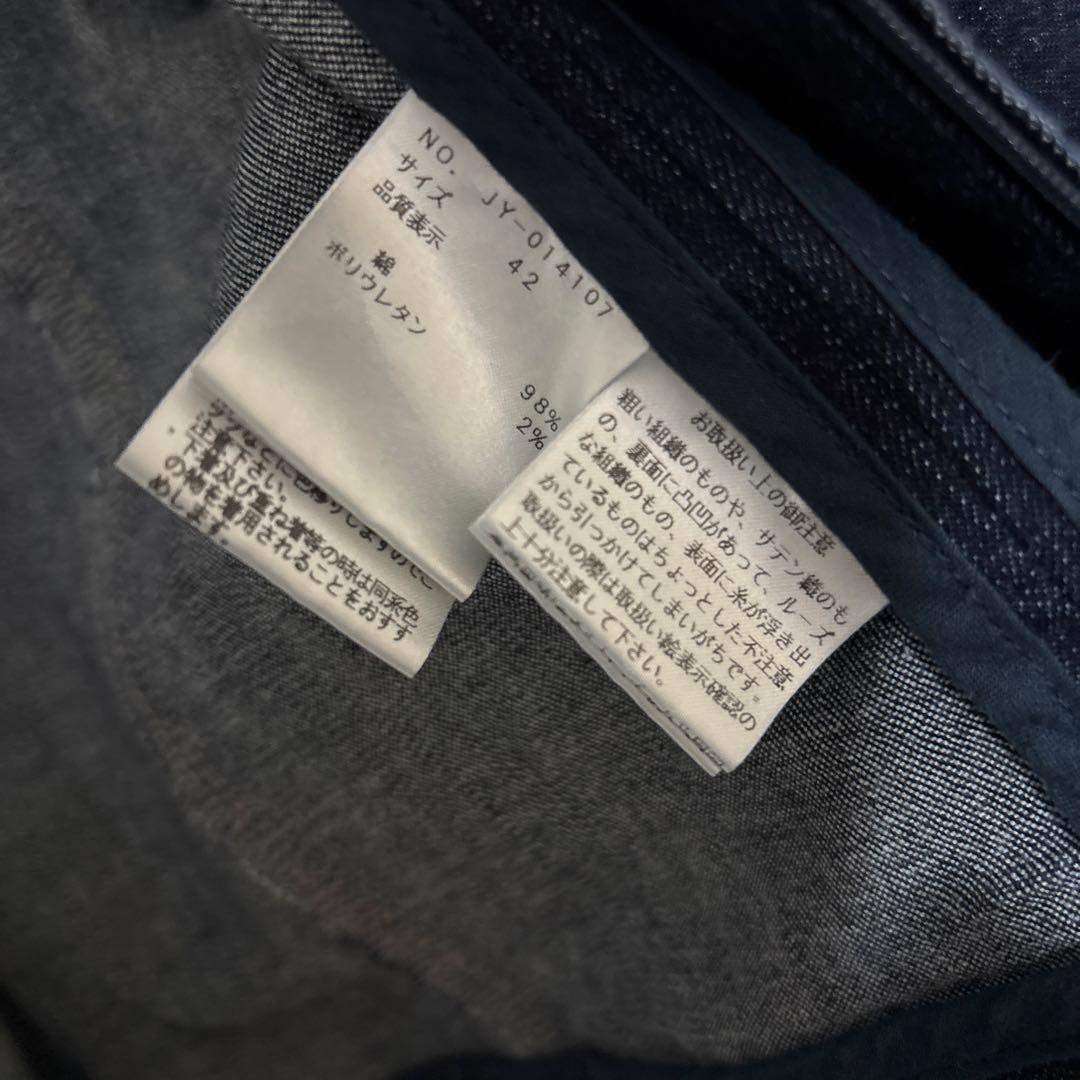 NO. JY-014107
サイズ 42
品質表示
綿 98%
ポリウレタン 2%
お取扱い上の御注意
粗い組織のものや、サテン織のも
の、裏面に凸凹があって、ルーズ
な組織のもの、表面に糸が浮き出
ているものはちょっとした不注意
から引っかけてしまいがちです。
取扱いの際は取扱い絵表示確認の
上十分注意して下さい。
りしますのでご
注意下さい。
下着及び重ね着等の時は同系色
の物を着用されることをおすす
めします。